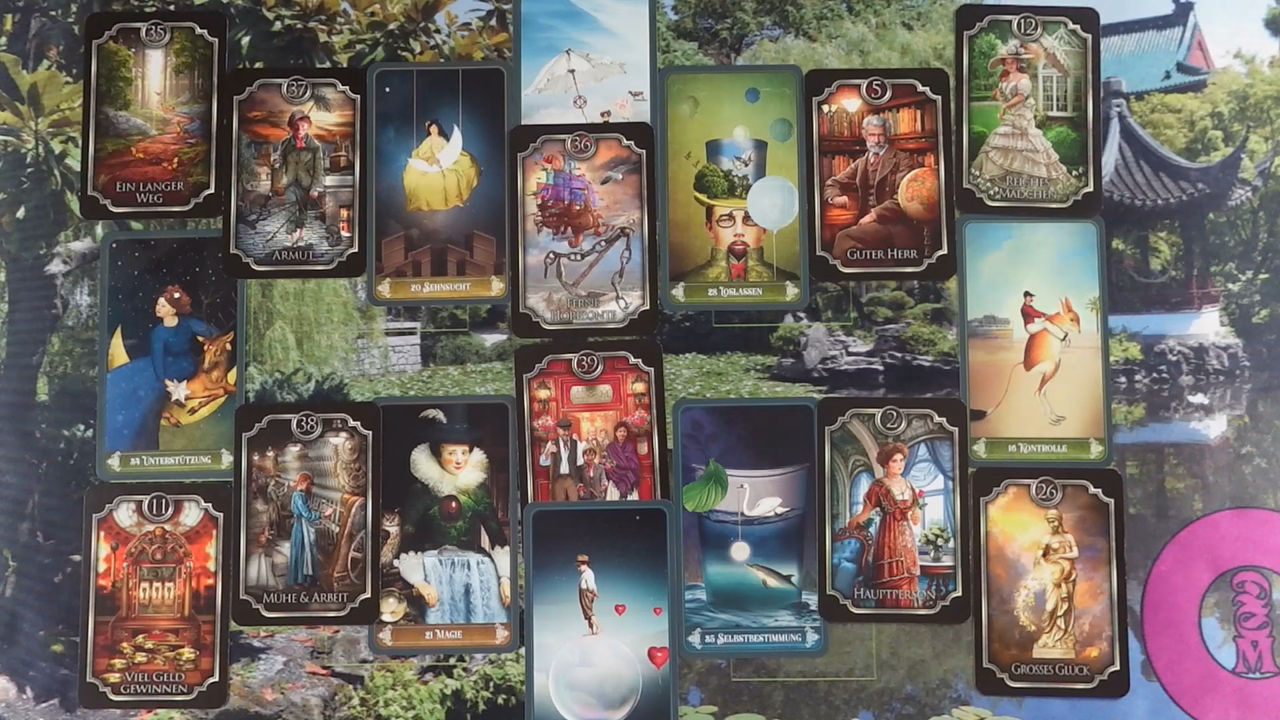 35
EIN LANGER
WEG
37
ARMUT
20 SEHNSUCHT
36
FERNE
HORIZONTE
28 LOSLASSEN
5
GUTER HERR
12
REICHES
MÄDCHEN
34 UNTERSTÜTZUNG
38
MÜHE & ARBEIT
21 MAGIE
39
35 SELBSTBESTIMMUNG
2
HAUPTPERSON
16 KONTROLLE
11
VIEL GELD
GEWINNEN
26
GROSSES GLÜCK